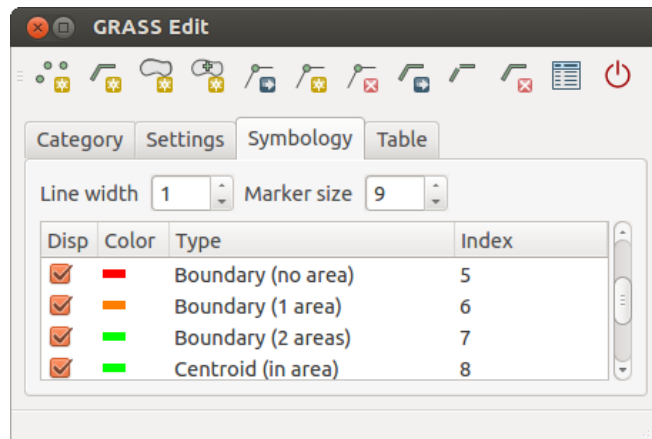 GRASS Edit
Category Settings Symbology Table
Line width 1 Marker size 9
Disp Color Type Index
Boundary (no area) 5
Boundary (1 area) 6
Boundary (2 areas) 7
Centroid (in area) 8